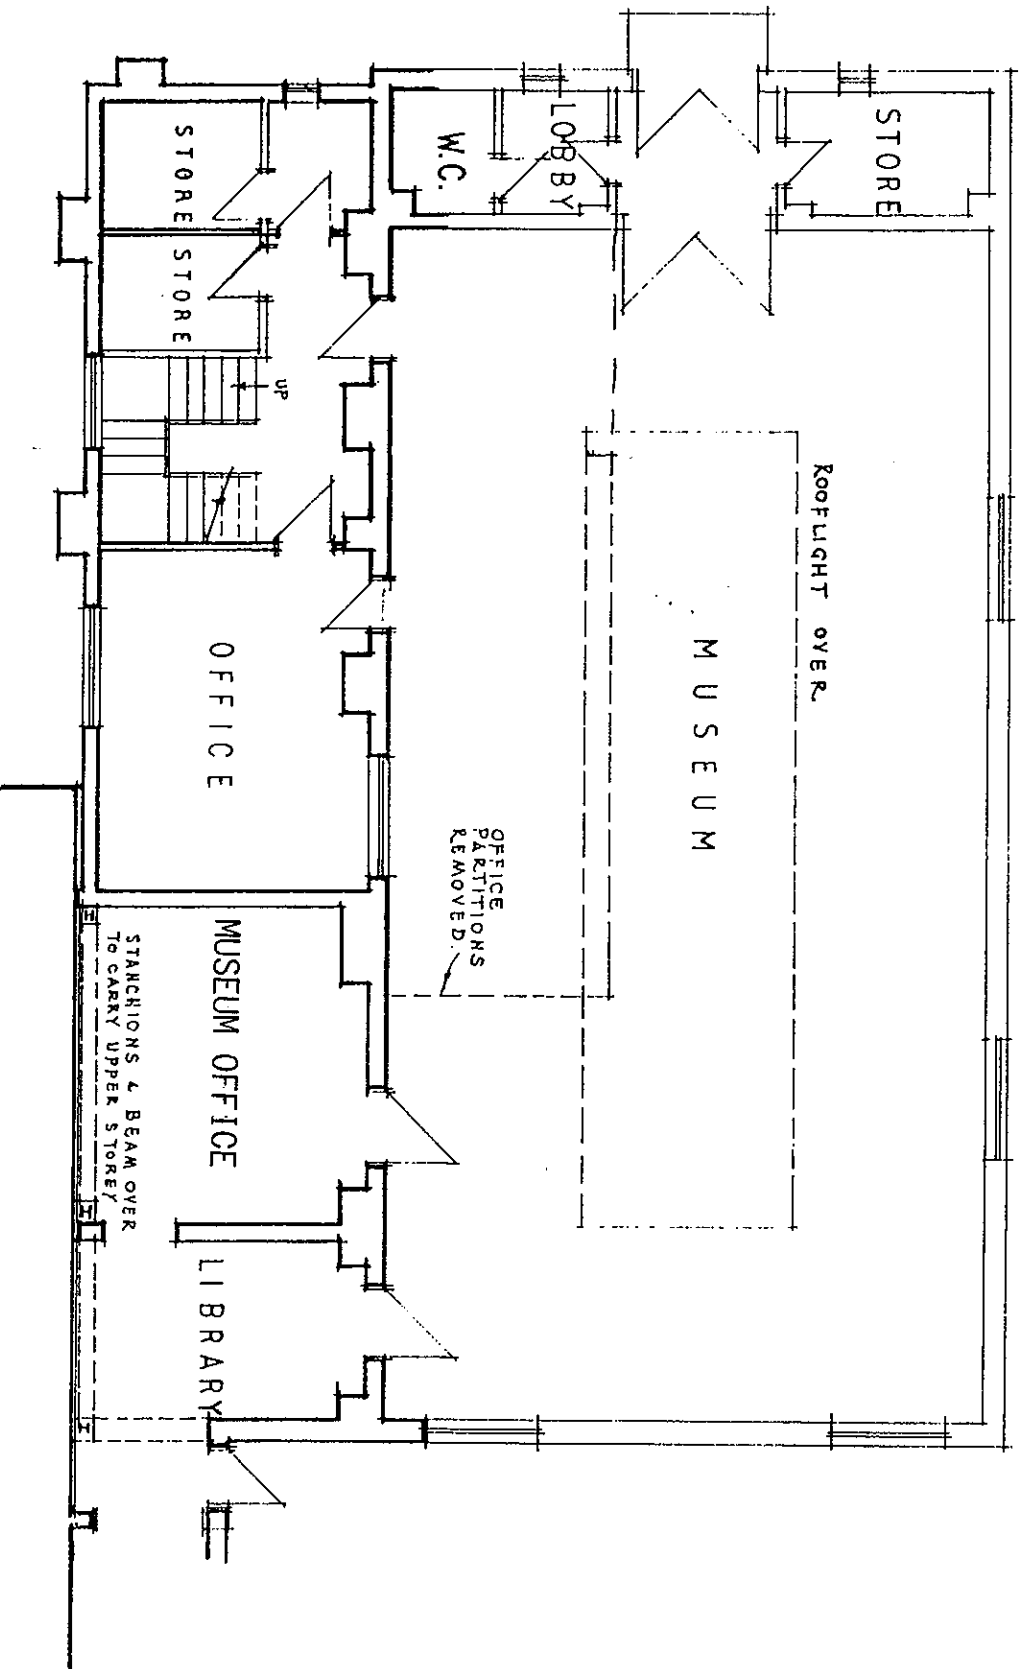 STORE
LOBBY
W.C.
STORE
STORE
UP
ROOFLIGHT OVER.
MUSEUM
OFFICE
OFFICE
PARTITIONS
REMOVED.
MUSEUM OFFICE
STANCHIONS & BEAM OVER
TO CARRY UPPER STOREY
H
H
H
LIBRARY